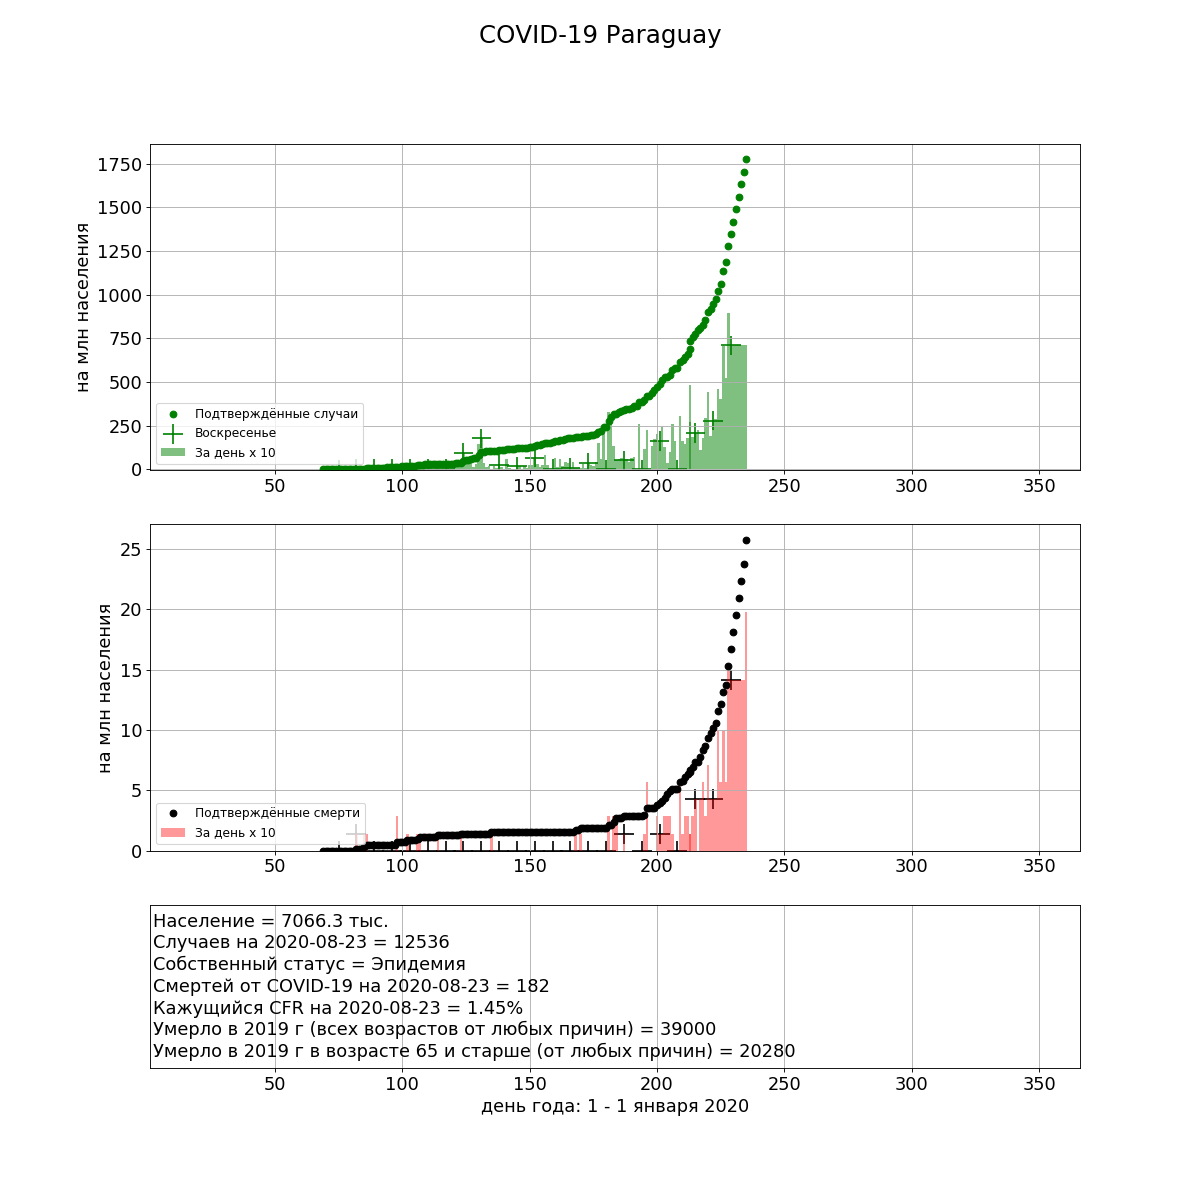 COVID-19 Paraguay
1750
1500
1250
1000
750
500
250
0
на млн населения
Подтверждённые случаи
Воскресенье
За день x 10
50 100 150 200 250 300 350
25
20
15
10
5
0
на млн населения
Подтверждённые смерти
За день x 10
50 100 150 200 250 300 350
Население = 7066.3 тыс.
Случаев на 2020-08-23 = 12536
Собственный статус = Эпидемия
Смертей от COVID-19 на 2020-08-23 = 182
Кажущийся CFR на 2020-08-23 = 1.45%
Умерло в 2019 г (всех возрастов от любых причин) = 39000
Умерло в 2019 г в возрасте 65 и старше (от любых причин) = 20280
50 100 150 200 250 300 350
день года: 1 - 1 января 2020